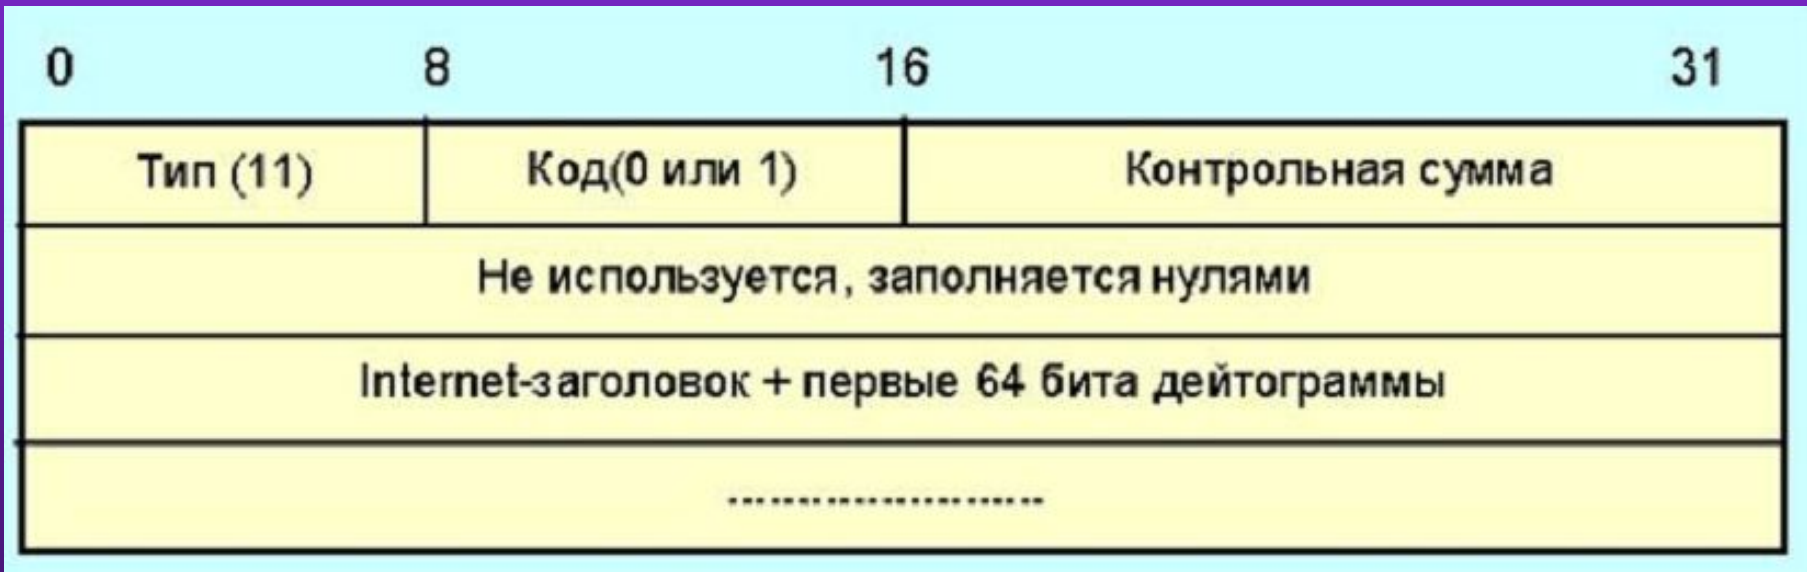 0 8 16 31
Тип (11) Код(0 или 1) Контрольная сумма
Не используется, заполняется нулями
Internet-заголовок + первые 64 бита дейтограммы
-----------------------